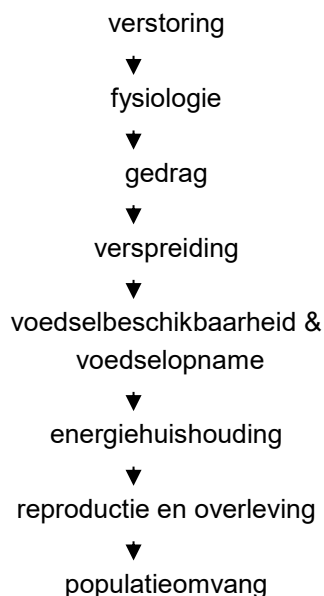 verstoring
fysiologie
gedrag
verspreiding
voedselbeschikbaarheid &
voedselopname
energiehuishouding
reproductie en overleving
populatieomvang